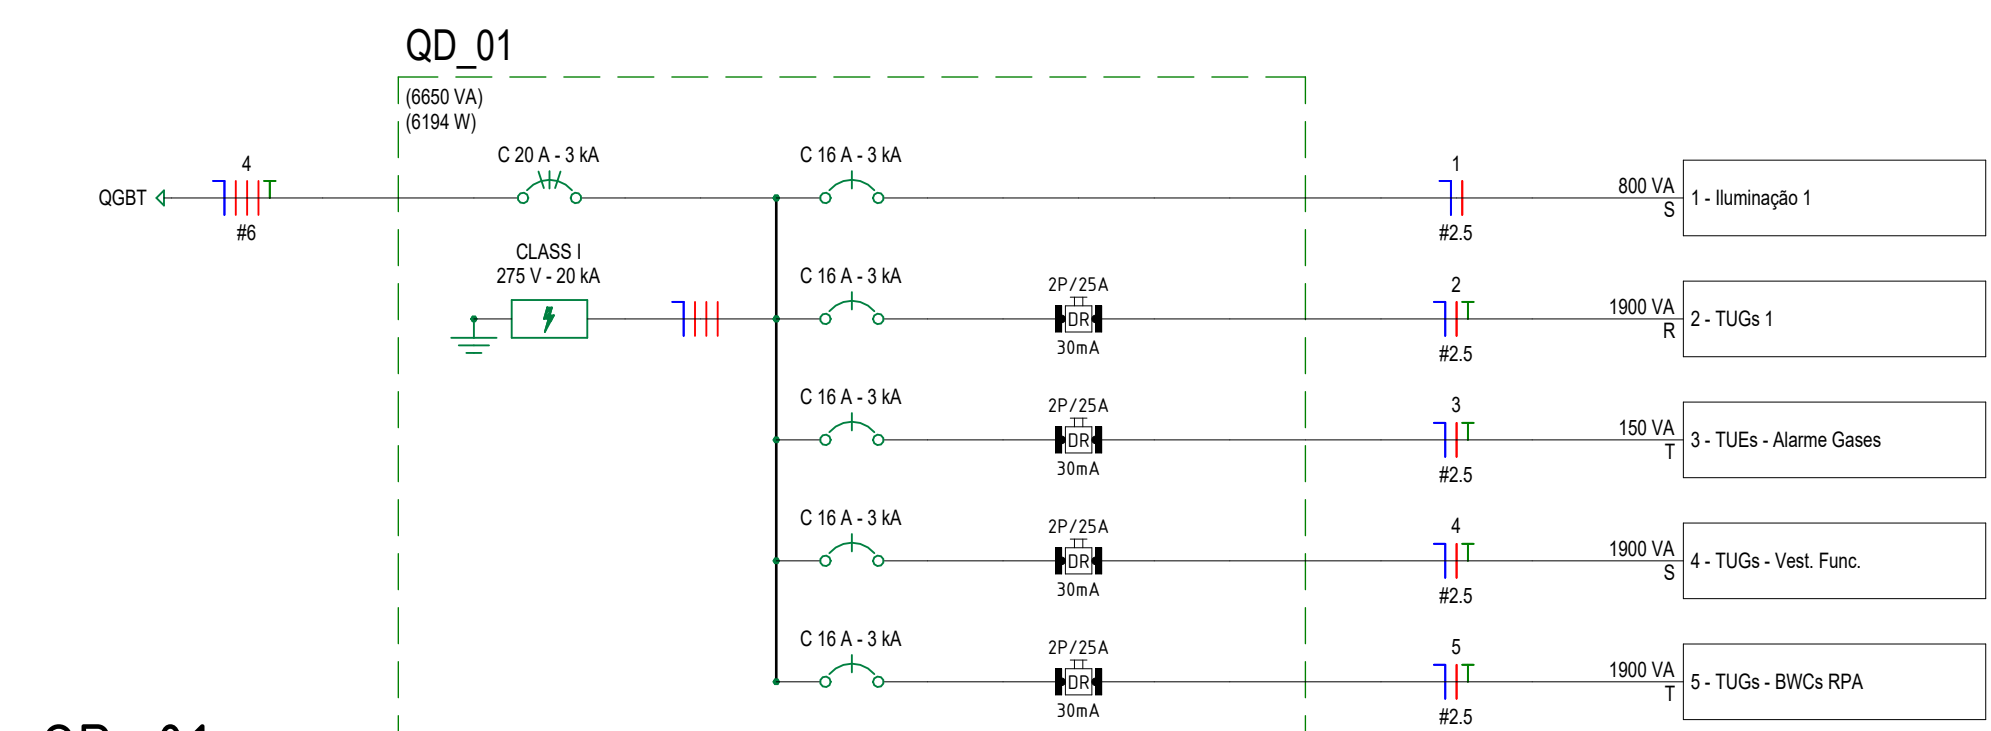 QD_01
(6650 VA)
(6194 W)
QGBT
4
#6
C 20 A - 3 kA
C 16 A - 3 kA
1
#2.5
800 VA
S
1 - Iluminação 1
CLASS I
275 V - 20 kA
C 16 A - 3 kA
2P/25A
DR
30mA
2
#2.5
1900 VA
R
2 - TUGs 1
C 16 A - 3 kA
2P/25A
DR
30mA
3
#2.5
150 VA
T
3 - TUEs - Alarme Gases
C 16 A - 3 kA
2P/25A
DR
30mA
4
#2.5
1900 VA
S
4 - TUGs - Vest. Func.
C 16 A - 3 kA
2P/25A
DR
30mA
5
#2.5
1900 VA
T
5 - TUGs - BWCs RPA